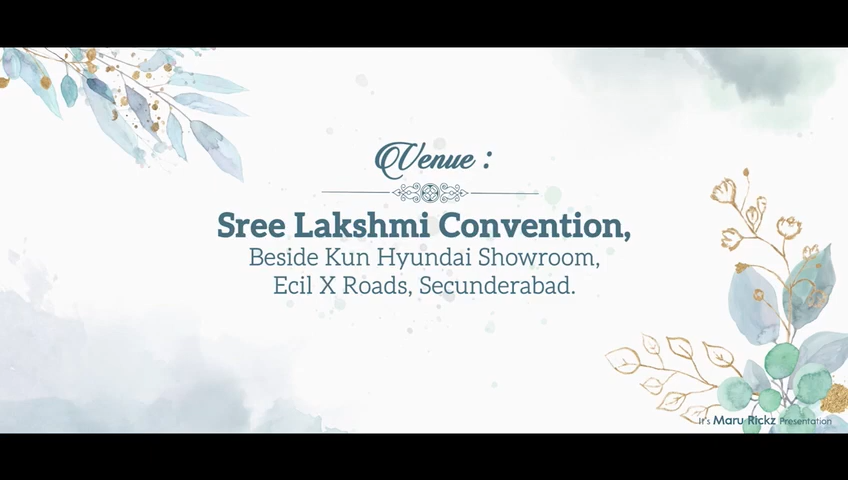 Venue :
Sree Lakshmi Convention,
Beside Kun Hyundai Showroom,
Ecil X Roads, Secunderabad.
It's Maru Rickz Presentation